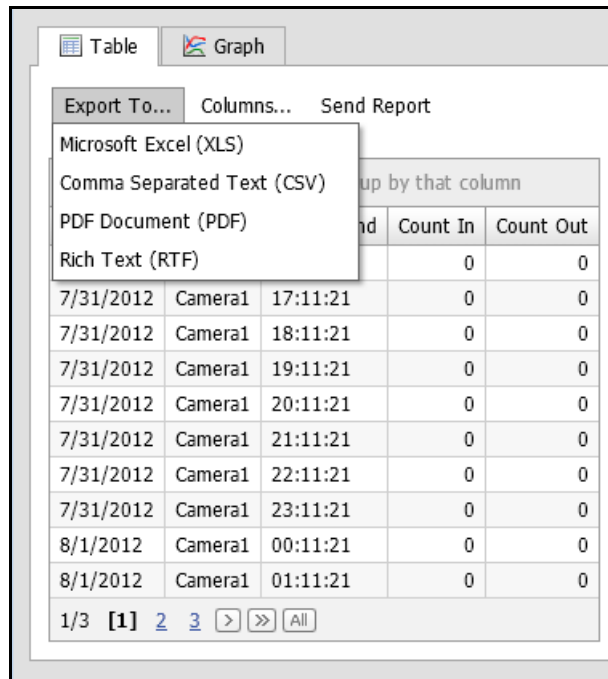 Table Graph
Export To... Columns... Send Report
Microsoft Excel (XLS)
Comma Separated Text (CSV)
PDF Document (PDF)
Rich Text (RTF)
up by that column
nd Count In Count Out
0 0
7/31/2012 Camera1 17:11:21 0 0
7/31/2012 Camera1 18:11:21 0 0
7/31/2012 Camera1 19:11:21 0 0
7/31/2012 Camera1 20:11:21 0 0
7/31/2012 Camera1 21:11:21 0 0
7/31/2012 Camera1 22:11:21 0 0
7/31/2012 Camera1 23:11:21 0 0
8/1/2012 Camera1 00:11:21 0 0
8/1/2012 Camera1 01:11:21 0 0
1/3 [1] 2 3 > >> All